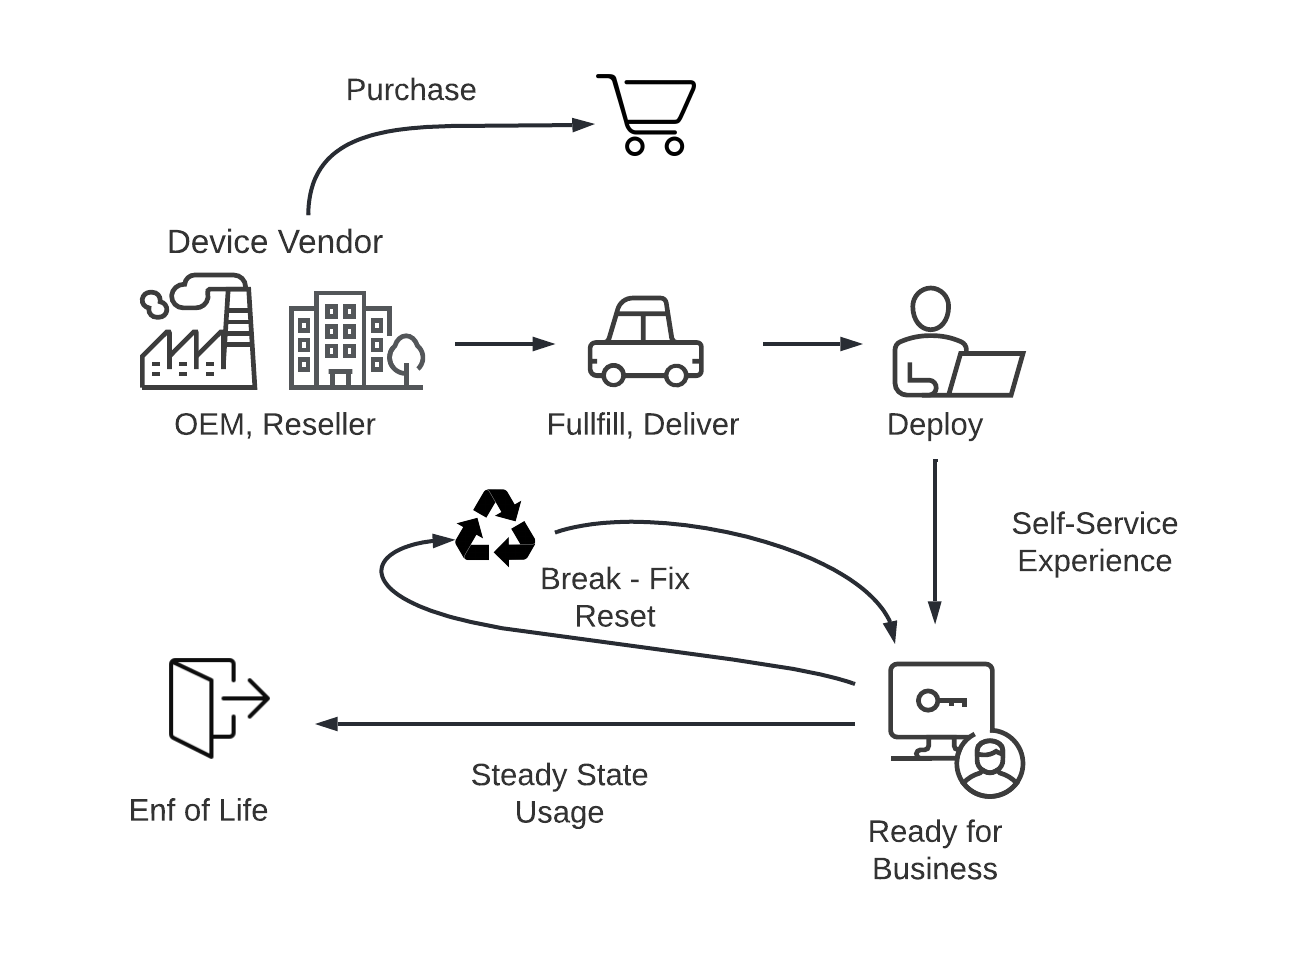 Purchase
Device Vendor
OEM, Reseller
Fullfill, Deliver
Deploy
Self-Service
Experience
Break - Fix
Reset
Steady State
Usage
Enf of Life
Ready for
Business